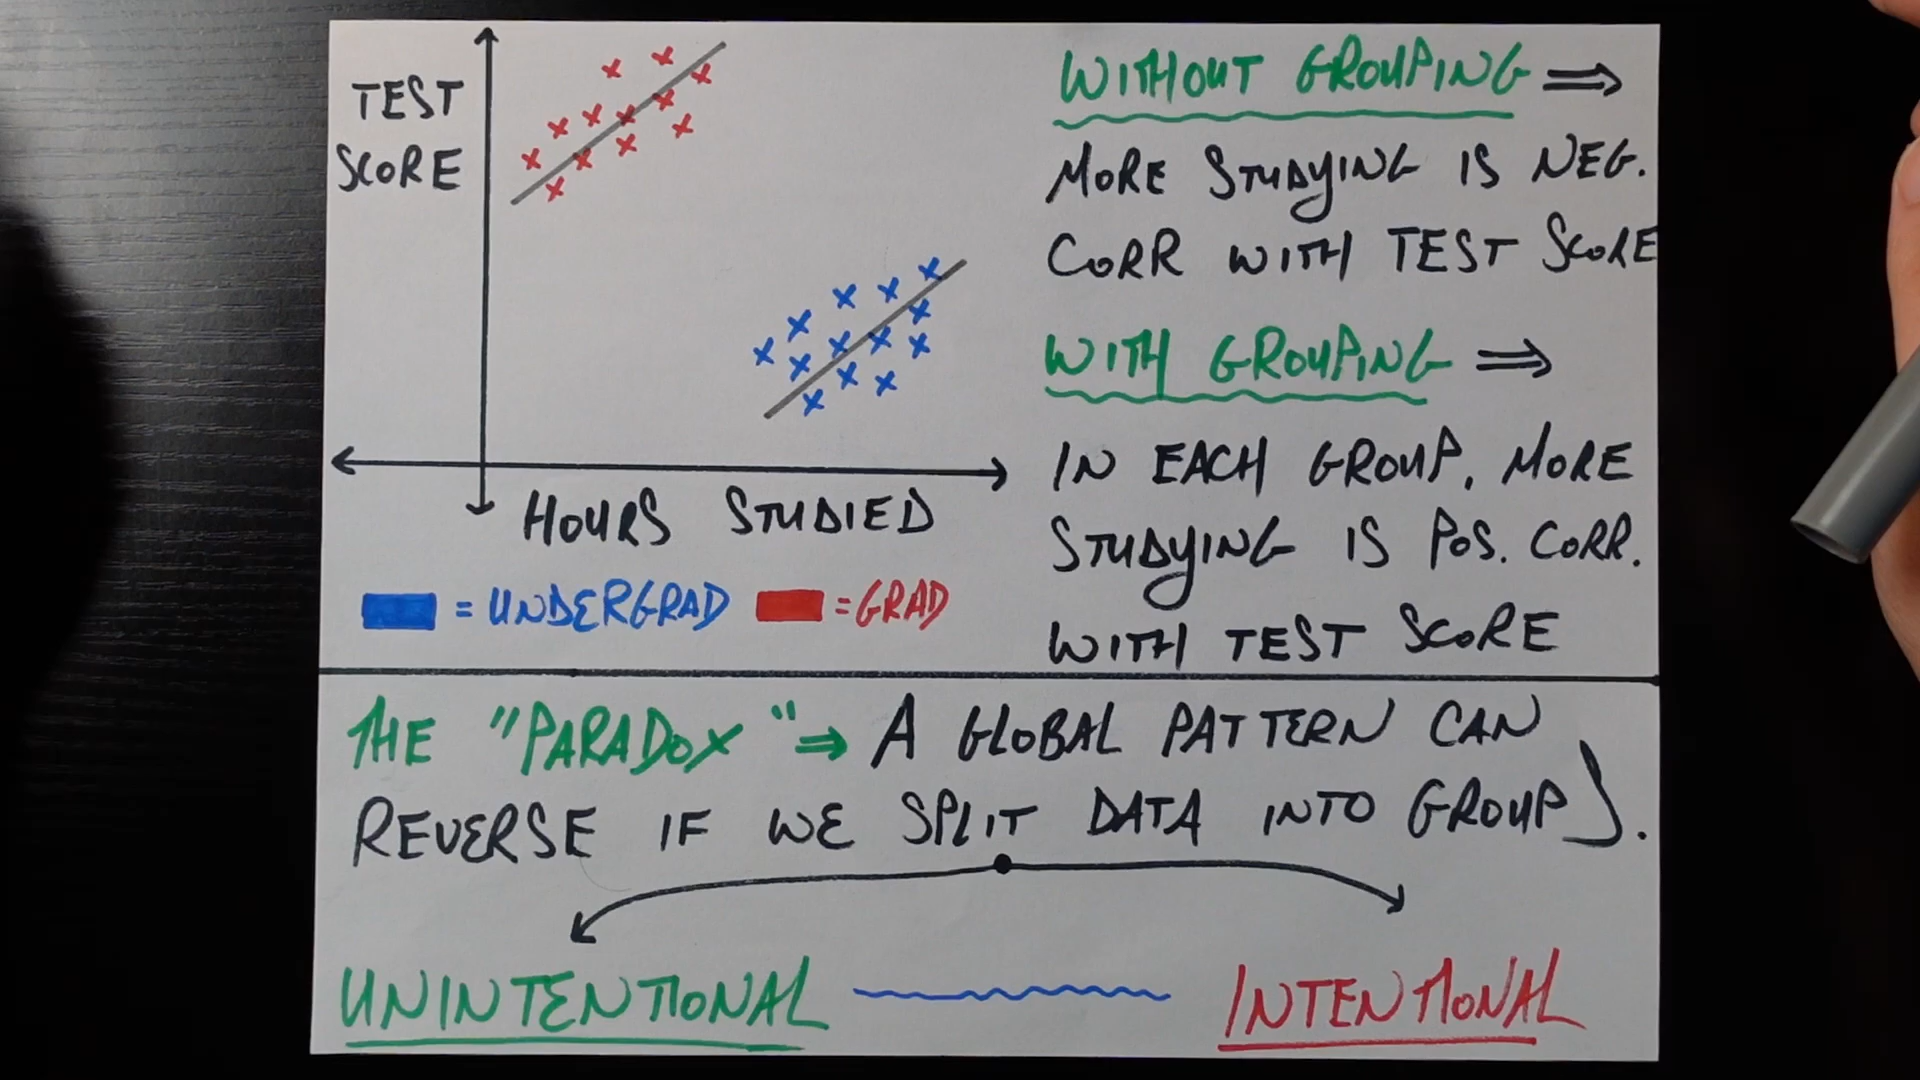 TEST
SCORE
HOURS STUDIED
= UNDERGRAD
= GRAD
WITHOUT GROUPING ⇒
MORE STUDYING IS NEG.
CORR WITH TEST SCORE
WITH GROUPING ⇒
IN EACH GROUP, MORE
STUDYING IS POS. CORR.
WITH TEST SCORE
THE "PARADOX" ⇒ A GLOBAL PATTERN CAN
REVERSE IF WE SPLIT DATA INTO GROUPS.
UNINTENTIONAL
INTENTIONAL